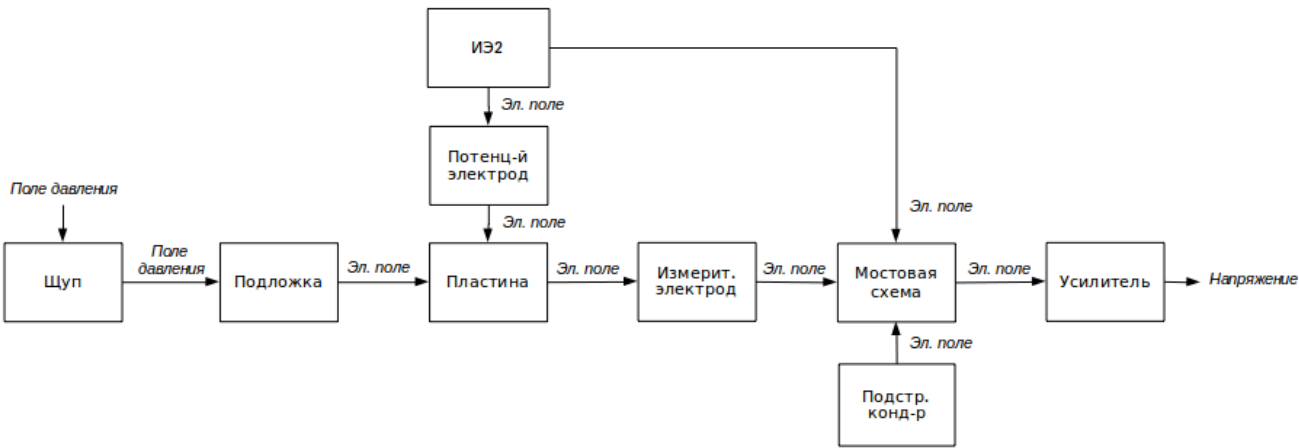 ИЭ2
Эл. поле
Потенц-й
электрод
Поле давления
Эл. поле
Эл. поле
Щуп
Поле
давления
Подложка
Эл. поле
Пластина
Эл. поле
Измерит.
электрод
Эл. поле
Мостовая
схема
Эл. поле
Усилитель
Напряжение
Эл. поле
Подстр.
конд-р